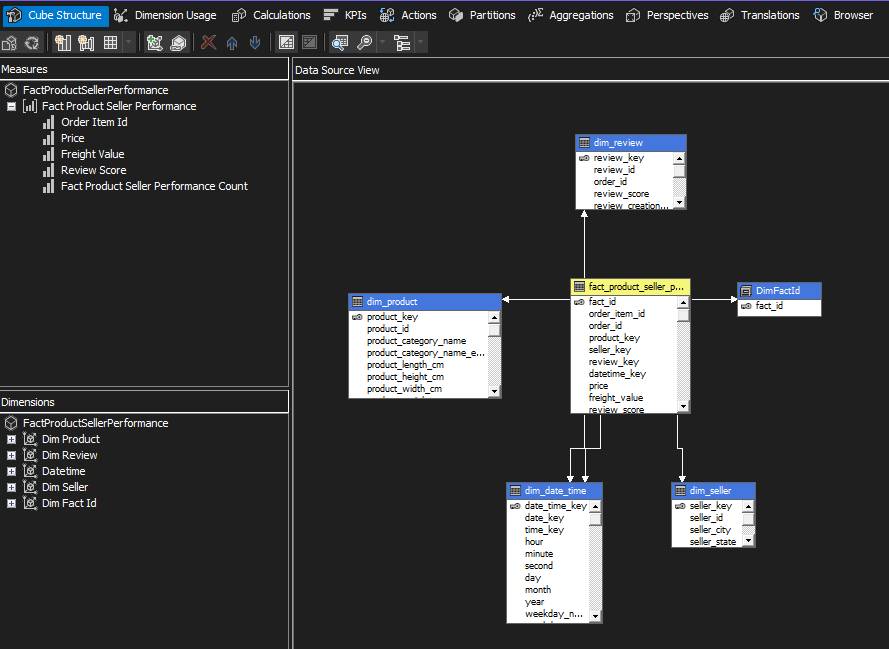 Cube Structure Dimension Usage Calculations KPIs Actions Partitions Aggregations Perspectives Translations Browser
Measures
FactProductSellerPerformance
Fact Product Seller Performance
Order Item Id
Price
Freight Value
Review Score
Fact Product Seller Performance Count
Dimensions
FactProductSellerPerformance
Dim Product
Dim Review
Datetime
Dim Seller
Dim Fact Id
Data Source View
dim_review
review_key
review_id
order_id
review_score
review_creation...
dim_product
product_key
product_id
product_category_name
product_category_name_e...
product_length_cm
product_height_cm
product_width_cm
fact_product_seller_p...
fact_id
order_item_id
order_id
product_key
seller_key
review_key
datetime_key
price
freight_value
review_score
DimFactId
fact_id
dim_date_time
date_time_key
date_key
time_key
hour
minute
second
day
month
year
weekday_n...
dim_seller
seller_key
seller_id
seller_city
seller_state